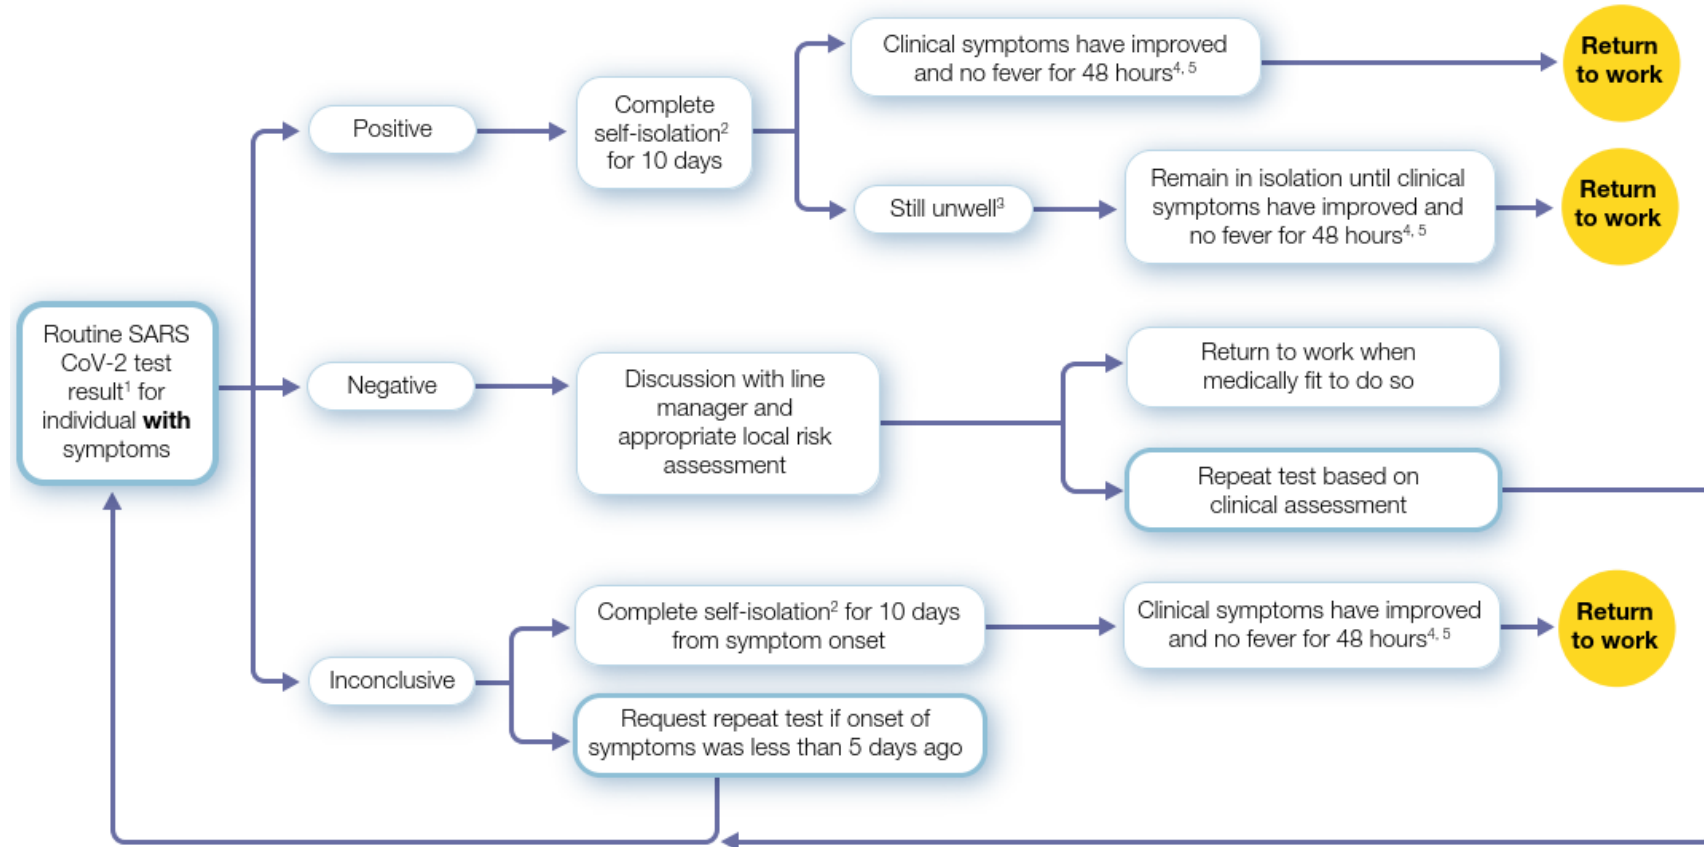 Routine SARS
CoV-2 test
result¹ for
individual with
symptoms
Positive
Complete
self-isolation²
for 10 days
Clinical symptoms have improved
and no fever for 48 hours⁴, ⁵
Return
to work
Still unwell³
Remain in isolation until clinical
symptoms have improved and
no fever for 48 hours⁴, ⁵
Return
to work
Negative
Discussion with line
manager and
appropriate local risk
assessment
Return to work when
medically fit to do so
Repeat test based on
clinical assessment
Inconclusive
Complete self-isolation² for 10 days
from symptom onset
Clinical symptoms have improved
and no fever for 48 hours⁴, ⁵
Return
to work
Request repeat test if onset of
symptoms was less than 5 days ago